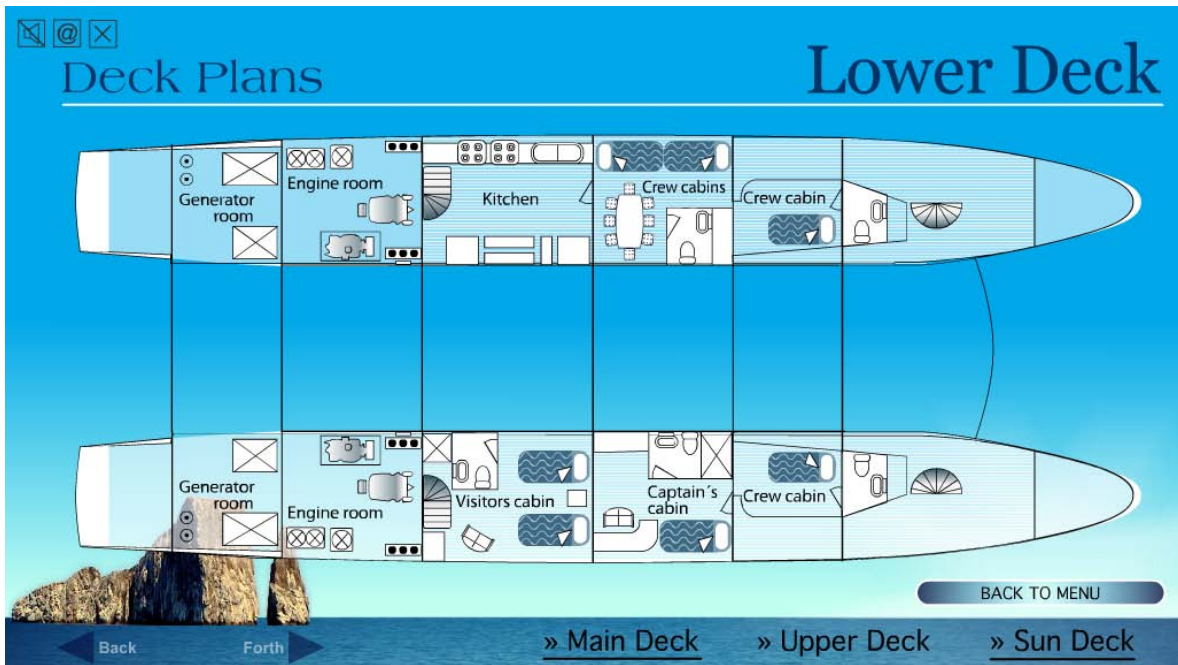 @
Deck Plans
Lower Deck
Generator
room
Engine room
Kitchen
Crew cabins
Crew cabin
Generator
room
Engine room
Visitors cabin
Captain´s
cabin
Crew cabin
BACK TO MENU
Back
Forth
» Main Deck
» Upper Deck
» Sun Deck